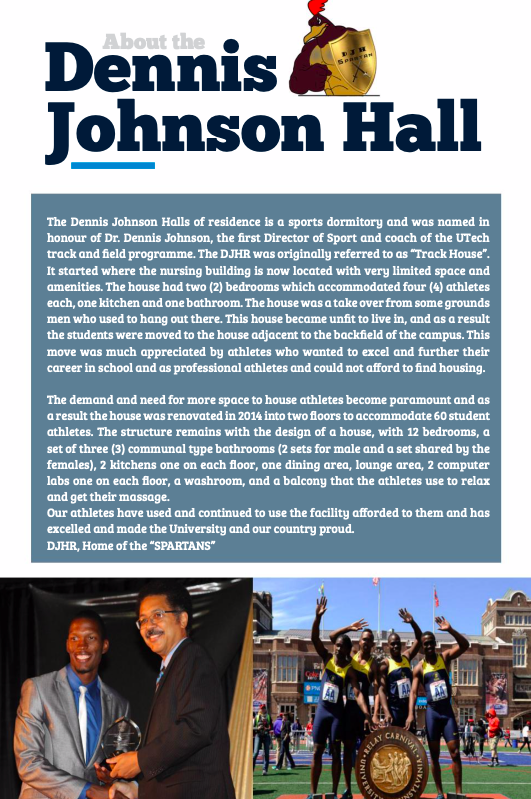 About the
Dennis
DJH
Spartan
Johnson Hall
The Dennis Johnson Halls of residence is a sports dormitory and was named in
honour of Dr. Dennis Johnson, the first Director of Sport and coach of the UTech
track and field programme. The DJHR was originally referred to as “Track House”.
It started where the nursing building is now located with very limited space and
amenities. The house had two (2) bedrooms which accommodated four (4) athletes
each, one kitchen and one bathroom. The house was a take over from some grounds
men who used to hang out there. This house became unfit to live in, and as a result
the students were moved to the house adjacent to the backfield of the campus. This
move was much appreciated by athletes who wanted to excel and further their
career in school and as professional athletes and could not afford to find housing.
The demand and need for more space to house athletes become paramount and as
a result the house was renovated in 2014 into two floors to accommodate 60 student
athletes. The structure remains with the design of a house, with 12 bedrooms, a
set of three (3) communal type bathrooms (2 sets for male and a set shared by the
females), 2 kitchens one on each floor, one dining area, lounge area, 2 computer
labs one on each floor, a washroom, and a balcony that the athletes use to relax
and get their massage.
Our athletes have used and continued to use the facility afforded to them and has
excelled and made the University and our country proud.
DJHR, Home of the “SPARTANS”
RELAY CARNIVAL